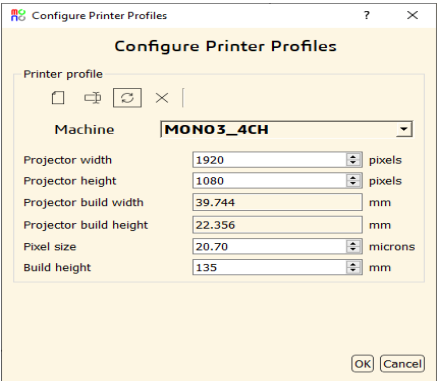 Configure Printer Profiles
Configure Printer Profiles
Printer profile
Machine MONO3_4CH
Projector width 1920 pixels
Projector height 1080 pixels
Projector build width 39.744 mm
Projector build height 22.356 mm
Pixel size 20.70 microns
Build height 135 mm
OK Cancel